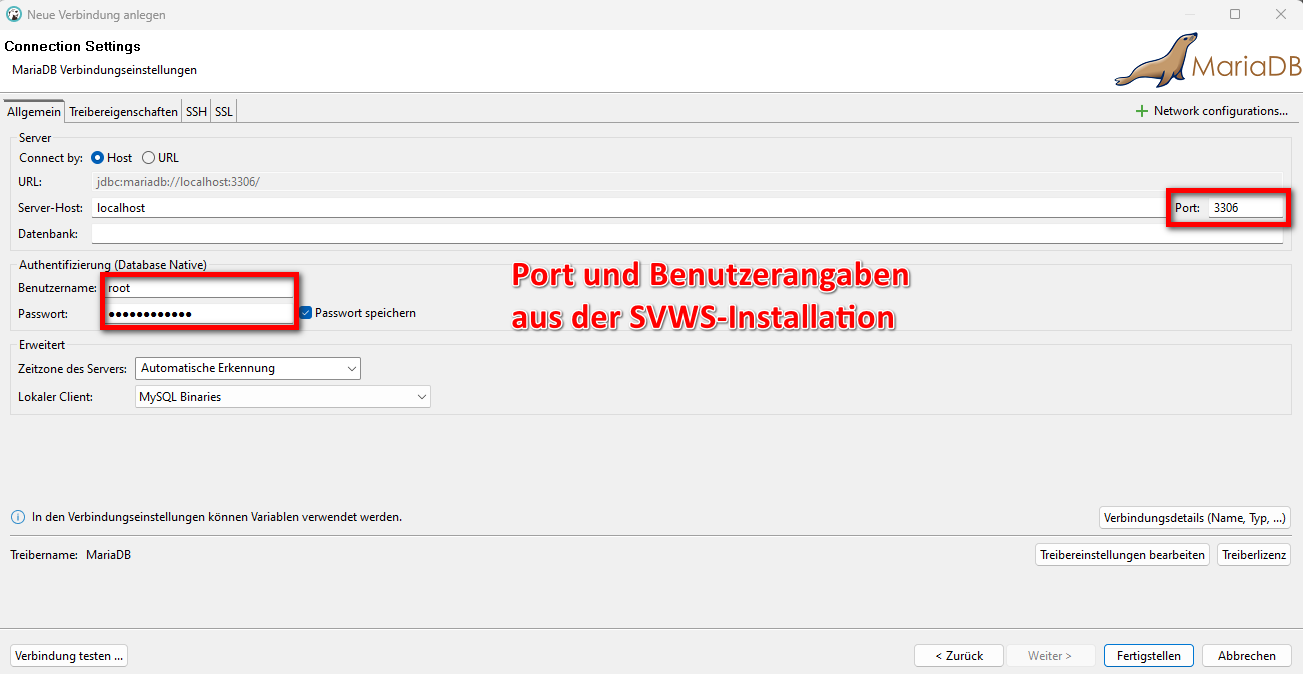 Neue Verbindung anlegen
Connection Settings
MariaDB Verbindungseinstellungen
MariaDB
Allgemein Treibereigenschaften SSH SSL
Network configurations...
Server
Connect by: Host URL
URL: jdbc:mariadb://localhost:3306/
Server-Host: localhost Port: 3306
Datenbank:
Authentifizierung (Database Native)
Benutzername: root
Passwort: ●●●●●●●●●●●● Passwort speichern
Port und Benutzerangaben
aus der SVWS-Installation
Erweitert
Zeitzone des Servers: Automatische Erkennung
Lokaler Client: MySQL Binaries
In den Verbindungseinstellungen können Variablen verwendet werden.
Verbindungsdetails (Name, Typ, ...)
Treibername: MariaDB
Treibereinstellungen bearbeiten Treiberlizenz
Verbindung testen ... < Zurück Weiter > Fertigstellen Abbrechen